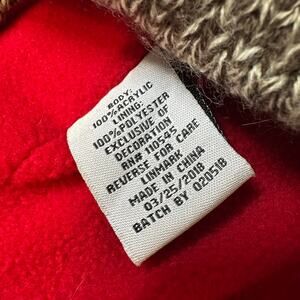 BODY:
100%ACRYLIC
LINING:
100%POLYESTER
EXCLUSIVE OF
DECORATION
RN# 110545
REVERSE FOR CARE
LINMARK
MADE IN CHINA
03/25/2018
BATCH BY 020518